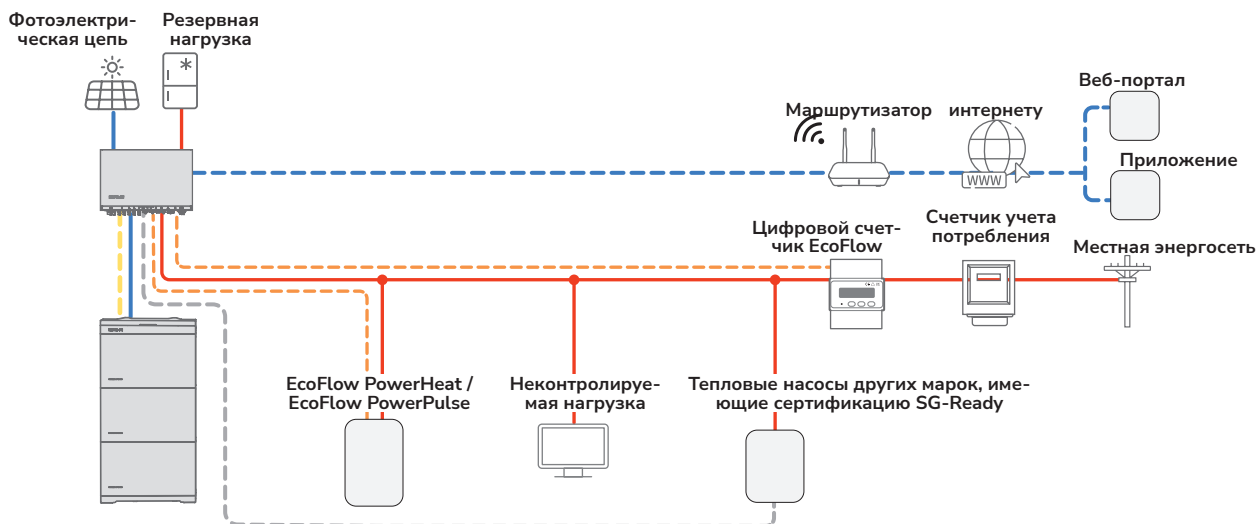 Фотоэлектри-
ческая цепь
Резервная
нагрузка
Веб-портал
Маршрутизатор
интернету
WWW
Приложение
Цифровой счет-
чик EcoFlow
Счетчик учета
потребления
Местная энергосеть
EcoFlow PowerHeat /
EcoFlow PowerPulse
Неконтролируе-
мая нагрузка
Тепловые насосы других марок, име-
ющие сертификацию SG-Ready